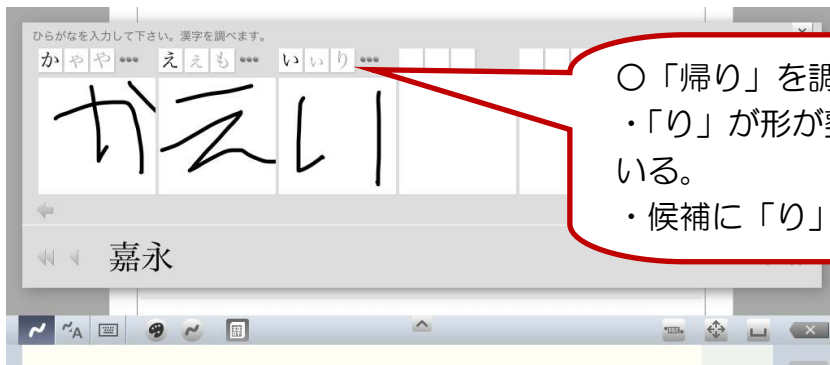 ひらがなを入力して下さい。漢字を調べます。
かゃや••• えぇも••• いぃり•••
かえい
嘉永
A
〇「帰り」を調
・「り」が形が
いる。
・候補に「り」